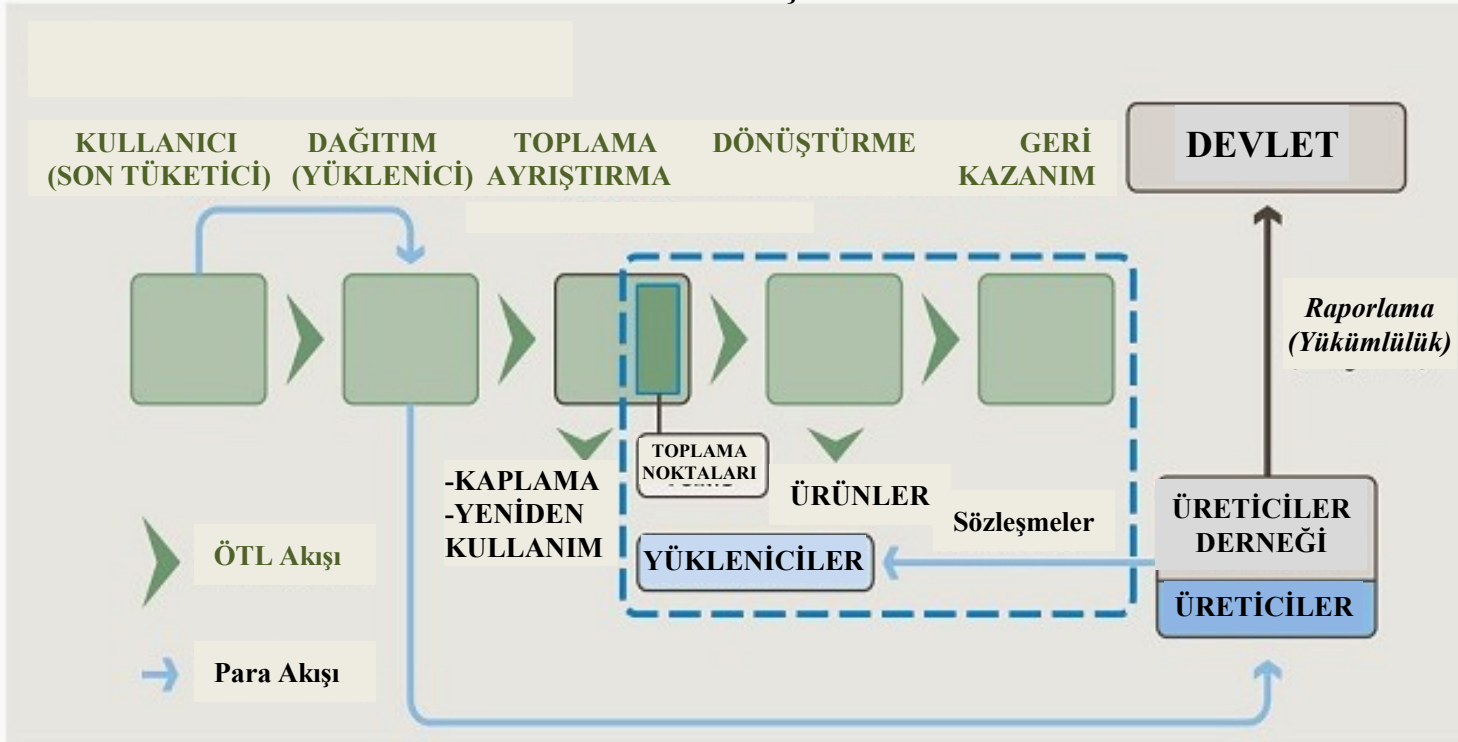 KULLANICI
(SON TÜKETİCİ)
DAĞITIM
(YÜKLENİCİ)
TOPLAMA
AYRIŞTIRMA
DÖNÜŞTÜRME
GERİ
KAZANIM
DEVLET
Raporlama
(Yükümlülük)
TOPLAMA
NOKTALARI
-KAPLAMA
-YENİDEN
KULLANIM
ÜRÜNLER
Sözleşmeler
YÜKLENİCİLER
ÜRETİCİLER
DERNEĞİ
ÜRETİCİLER
ÖTL Akışı
Para Akışı